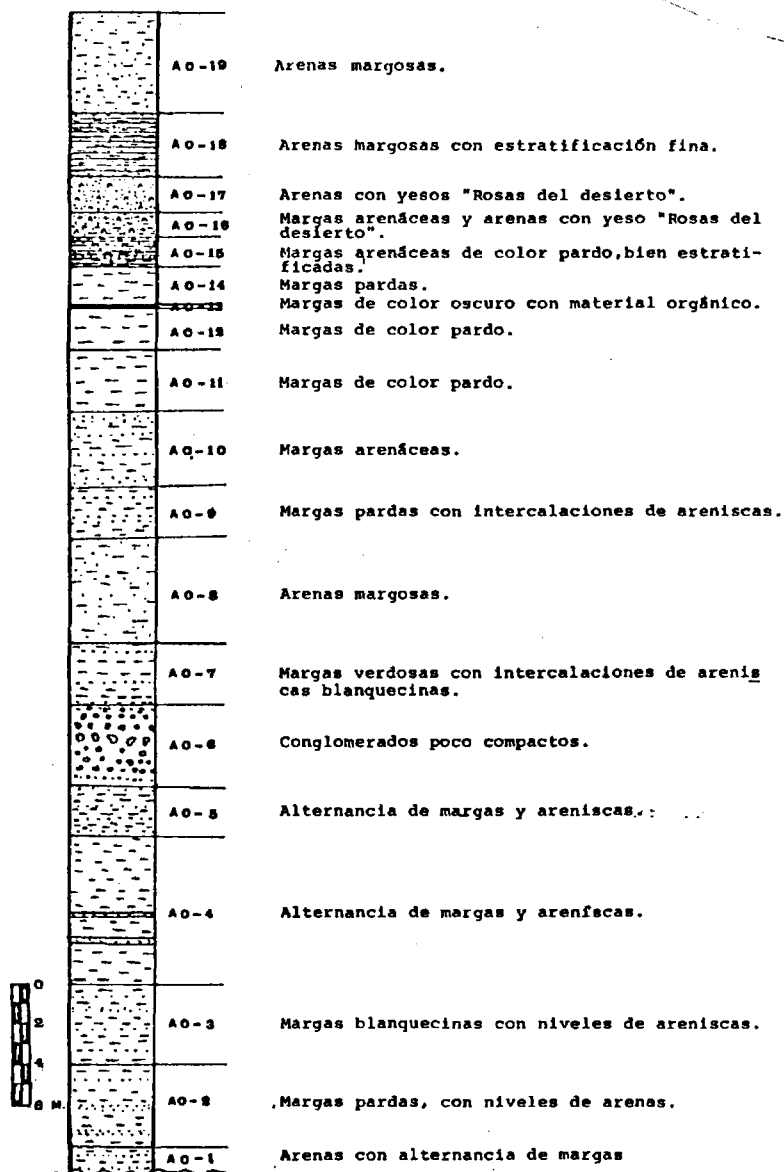 AO-19 Arenas margosas.
AO-18 Arenas margosas con estratificación fina.
AO-17 Arenas con yesos "Rosas del desierto".
AO-16 Margas arenáceas y arenas con yeso "Rosas del
desierto".
AO-15 Margas arenáceas de color pardo,bien estrati-
ficadas.
AO-14 Margas pardas.
AO-13 Margas de color oscuro con material orgánico.
AO-12 Margas de color pardo.
AO-11 Margas de color pardo.
AO-10 Margas arenáceas.
AO-9 Margas pardas con intercalaciones de areniscas.
AO-8 Arenas margosas.
AO-7 Margas verdosas con intercalaciones de arenis
cas blanquecinas.
AO-6 Conglomerados poco compactos.
AO-5 Alternancia de margas y areniscas.
AO-4 Alternancia de margas y areniscas.
0
AO-3 Margas blanquecinas con niveles de areniscas.
2
4
6 M.
AO-2 Margas pardas, con niveles de arenas.
AO-1 Arenas con alternancia de margas